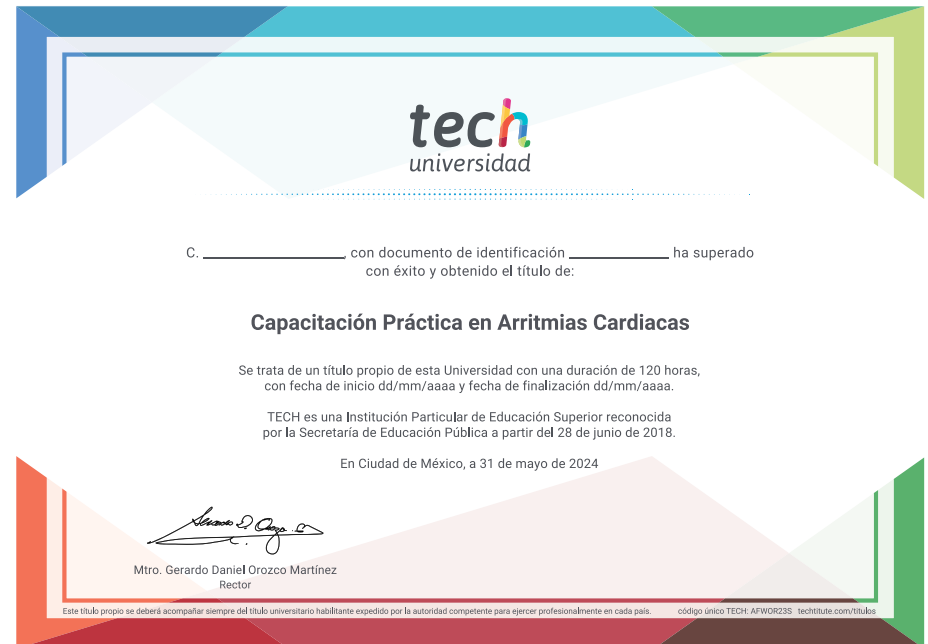 tech
universidad
C. ____________, con documento de identificación __________ ha superado
con éxito y obtenido el título de:
Capacitación Práctica en Arritmias Cardiacas
Se trata de un título propio de esta Universidad con una duración de 120 horas,
con fecha de inicio dd/mm/aaaa y fecha de finalización dd/mm/aaaa.
TECH es una Institución Particular de Educación Superior reconocida
por la Secretaría de Educación Pública a partir del 28 de junio de 2018.
En Ciudad de México, a 31 de mayo de 2024
Mtro. Gerardo Daniel Orozco Martínez
Rector
Este título propio se deberá acompañar siempre del título universitario habilitante expedido por la autoridad competente para ejercer profesionalmente en cada país. código único TECH: AFWOR23S techtitute.com/titulos